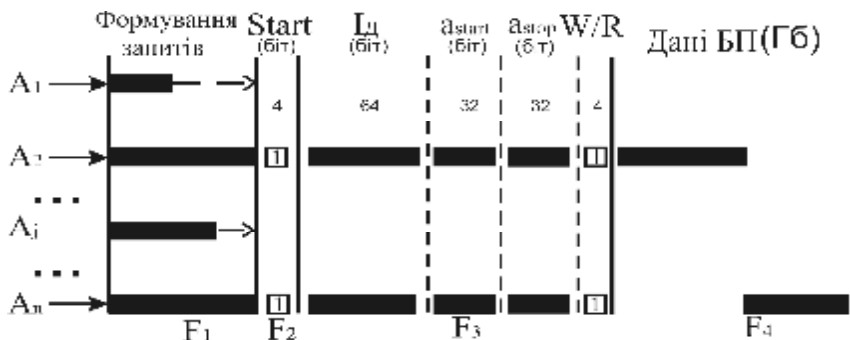 Формування запитів
Start (біт)
Iд (біт)
astart (біт)
astop (біт)
W/R
Дані БП(Гб)
A1
4
64
32
32
4
A2
1
1
...
Aj
...
An
1
1
F1
F2
F3
F4